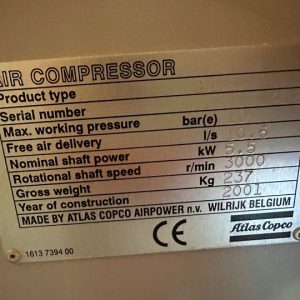 AIR COMPRESSOR
Product type
Serial number
Max. working pressure bar(e)
Free air delivery l/s 10.6
Nominal shaft power kW 5.5
Rotational shaft speed r/min 3000
Gross weight Kg 237
Year of construction 2001
MADE BY ATLAS COPCO AIRPOWER n.v. WILRIJK BELGIUM
CE
Atlas Copco
1613 7394 00